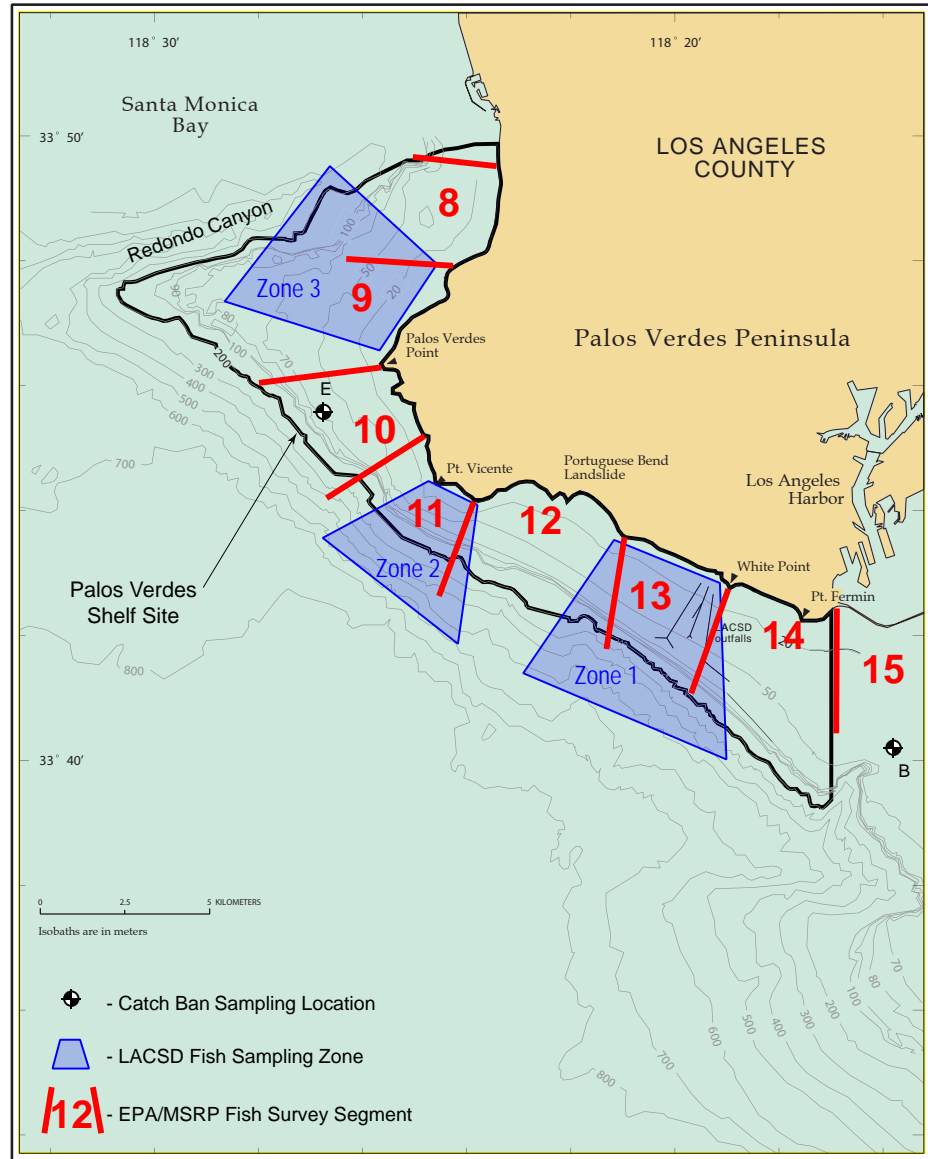 118° 30′
118° 20′
Santa Monica
Bay
33° 50′
LOS ANGELES
COUNTY
8
Redondo Canyon
100
50
20
Zone 3
9
90
80
70
100
200
300
400
500
600
700
Palos Verdes
Point
Palos Verdes Peninsula
E
10
Pt. Vicente
Portuguese Bend
Landslide
Los Angeles
Harbor
11
12
Zone 2
Palos Verdes
Shelf Site
White Point
Pt. Fermin
13
LACSD
outfalls
14
15
Zone 1
50
800
33° 40′
B
0 2.5 5 KILOMETERS
Isobaths are in meters
70
80
90
100
200
300
400
500
600
700
800
- Catch Ban Sampling Location
- LACSD Fish Sampling Zone
12 - EPA/MSRP Fish Survey Segment